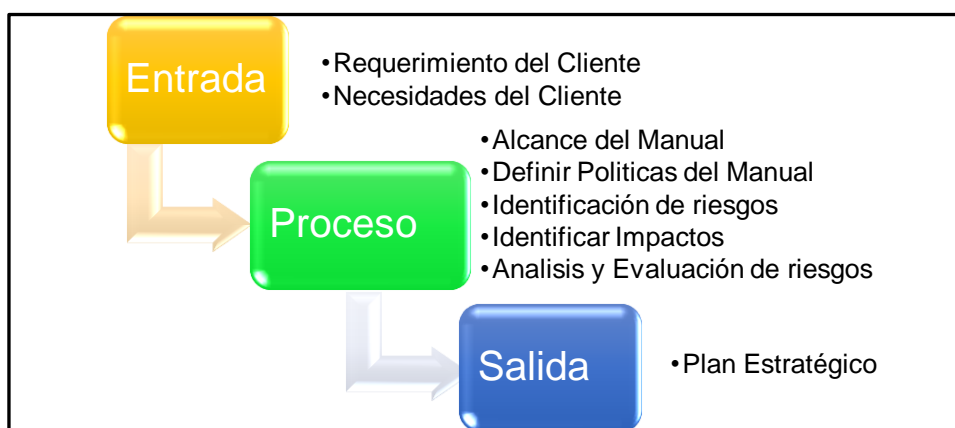 Entrada
•Requerimiento del Cliente
•Necesidades del Cliente
Proceso
•Alcance del Manual
•Definir Politicas del Manual
•Identificación de riesgos
•Identificar Impactos
•Analisis y Evaluación de riesgos
Salida
•Plan Estratégico